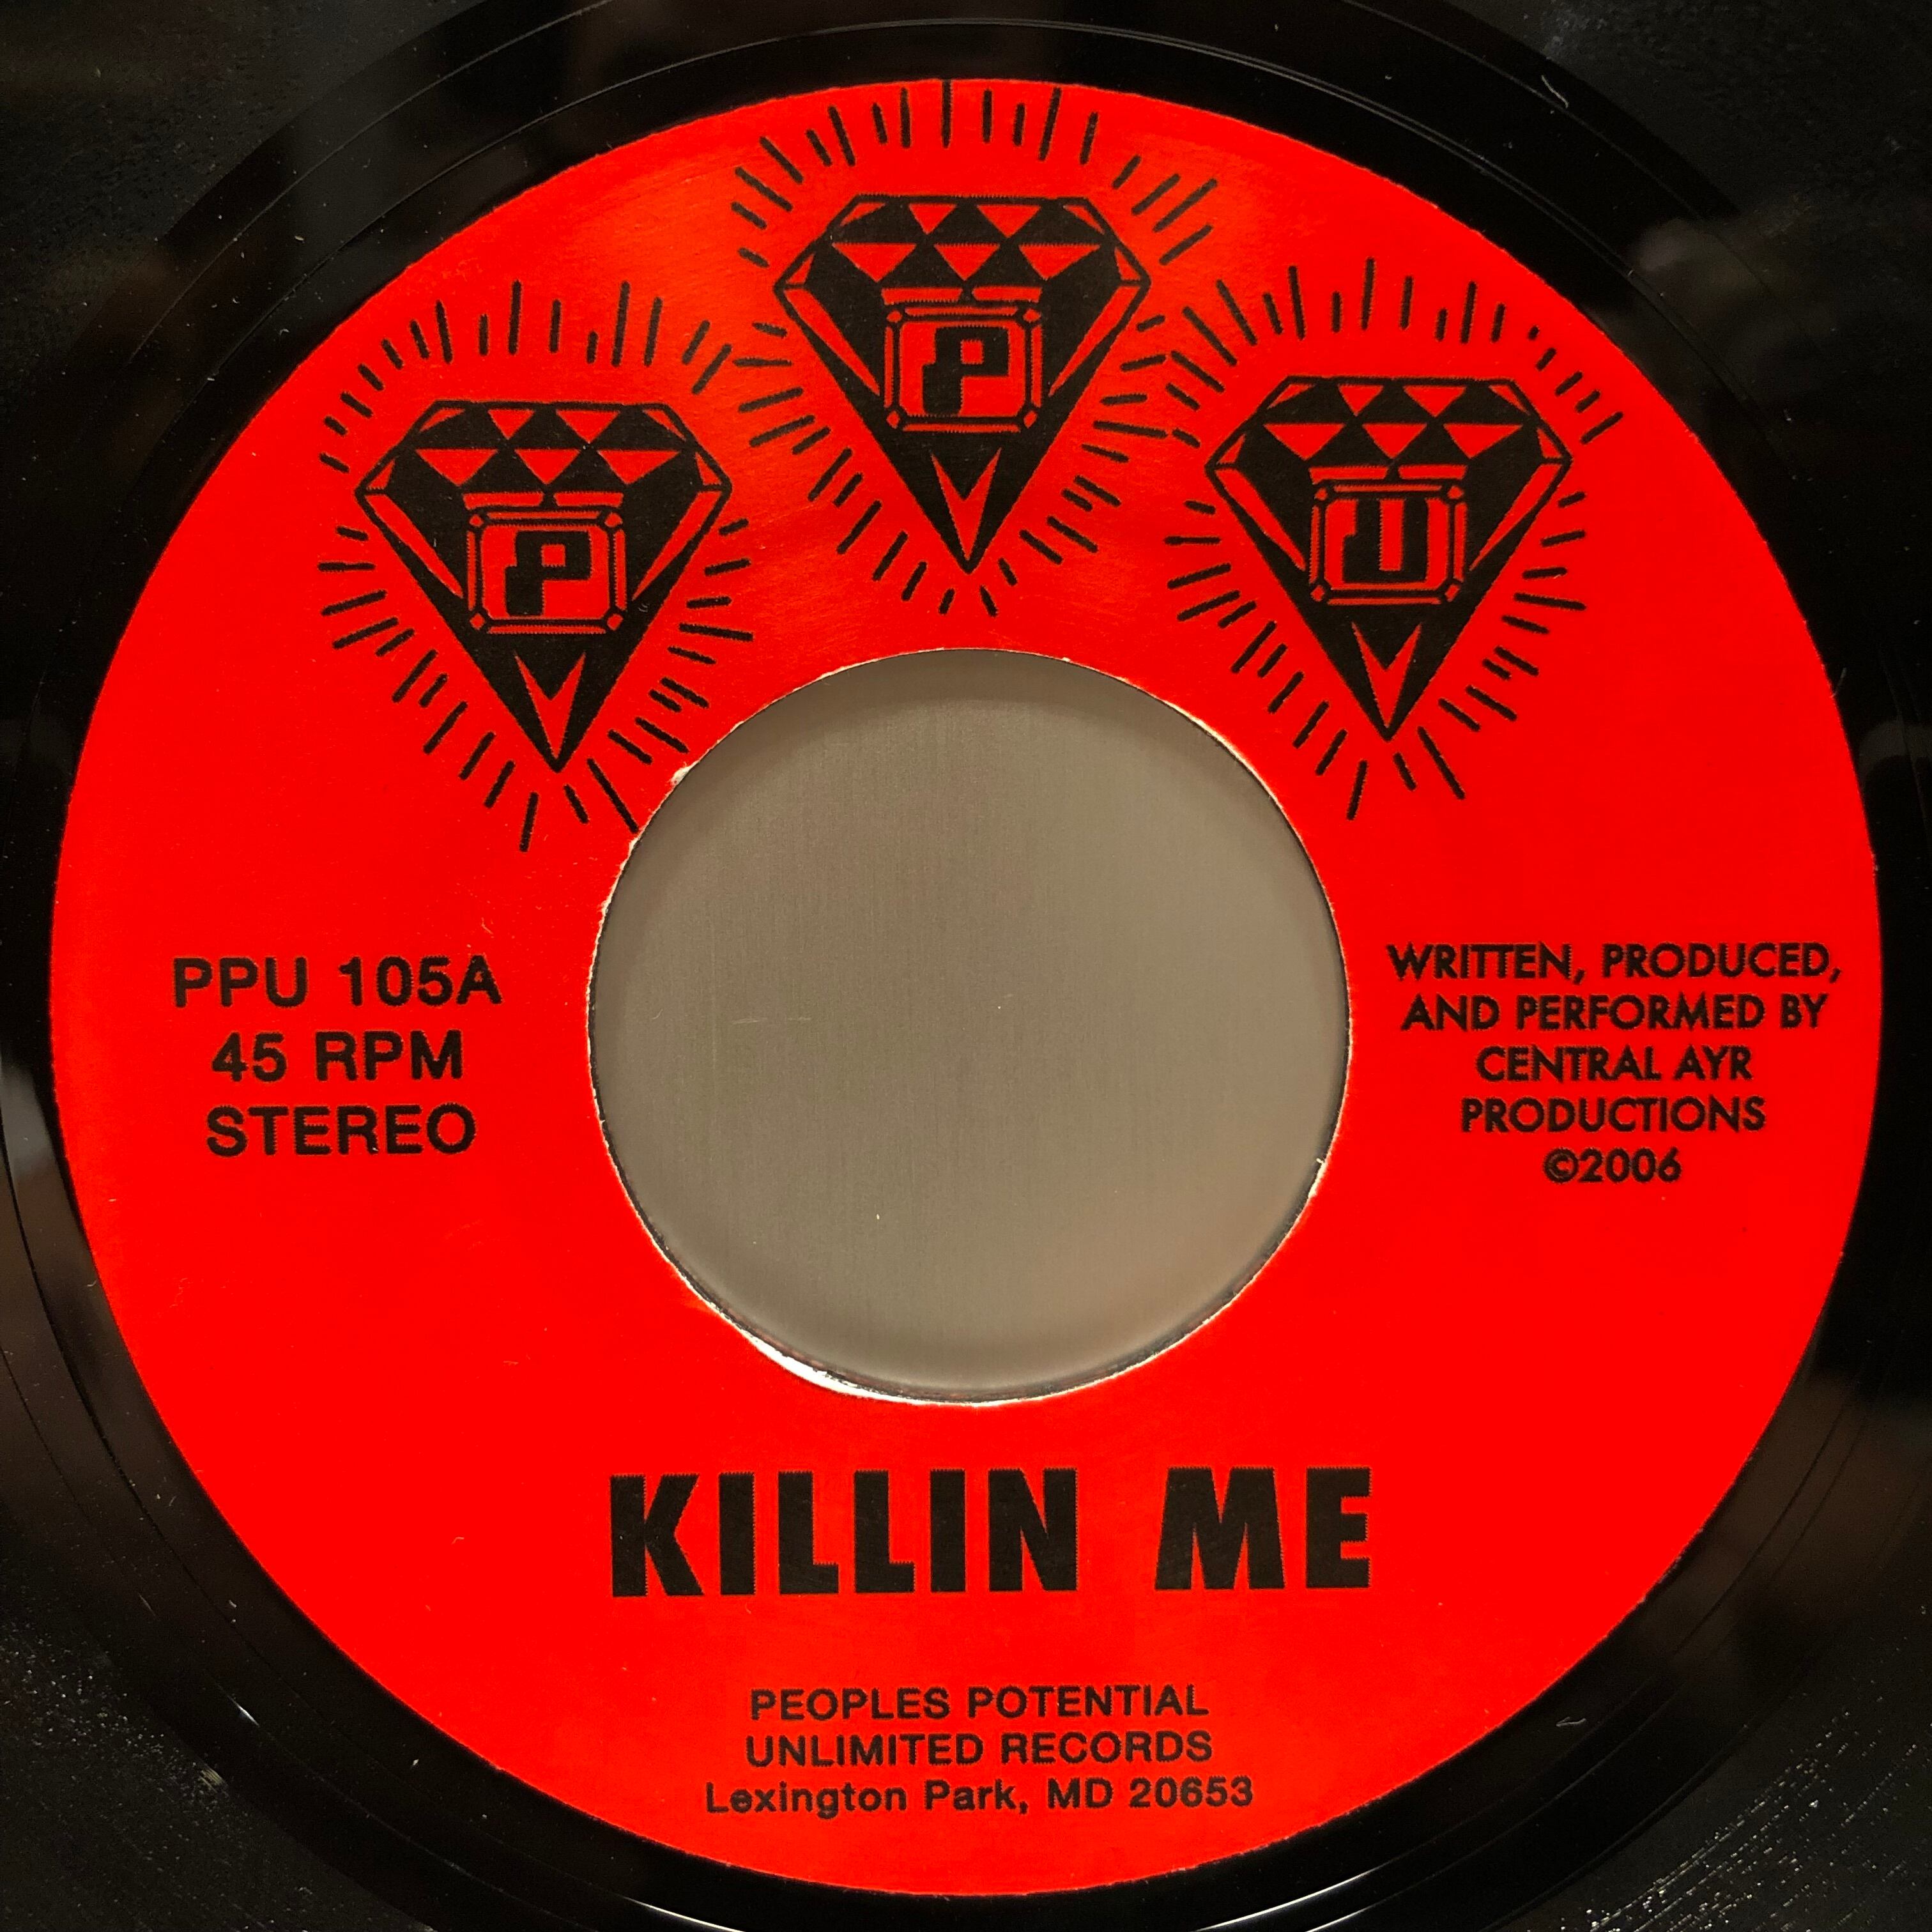 P
P
U
PPU 105A
45 RPM
STEREO
WRITTEN, PRODUCED,
AND PERFORMED BY
CENTRAL AYR
PRODUCTIONS
©2006
KILLIN ME
PEOPLES POTENTIAL
UNLIMITED RECORDS
Lexington Park, MD 20653